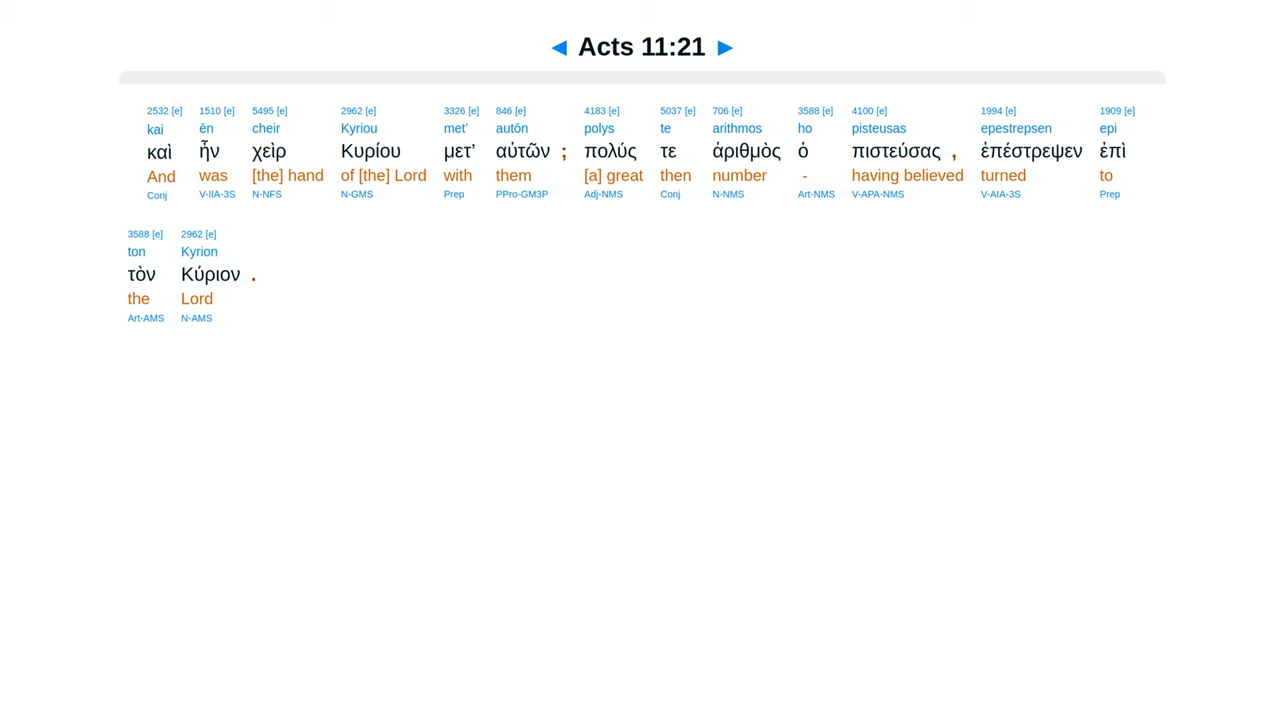 ◄ Acts 11:21 ►
2532 [e] 1510 [e] 5495 [e] 2962 [e] 3326 [e] 846 [e] 4183 [e] 5037 [e] 706 [e] 3588 [e] 4100 [e] 1994 [e] 1909 [e]
kai ēn cheir Kyriou met’ autōn polys te arithmos ho pisteusas epestrepsen epi
καὶ ἦν χεὶρ Κυρίου μετ’ αὐτῶν ; πολύς τε ἀριθμὸς ὁ πιστεύσας , ἐπέστρεψεν ἐπὶ
And was [the] hand of [the] Lord with them [a] great then number - having believed turned to
Conj V-IIA-3S N-NFS N-GMS Prep PPro-GM3P Adj-NMS Conj N-NMS Art-NMS V-APA-NMS V-AIA-3S Prep
3588 [e] 2962 [e]
ton Kyrion
τὸν Κύριον .
the Lord
Art-AMS N-AMS